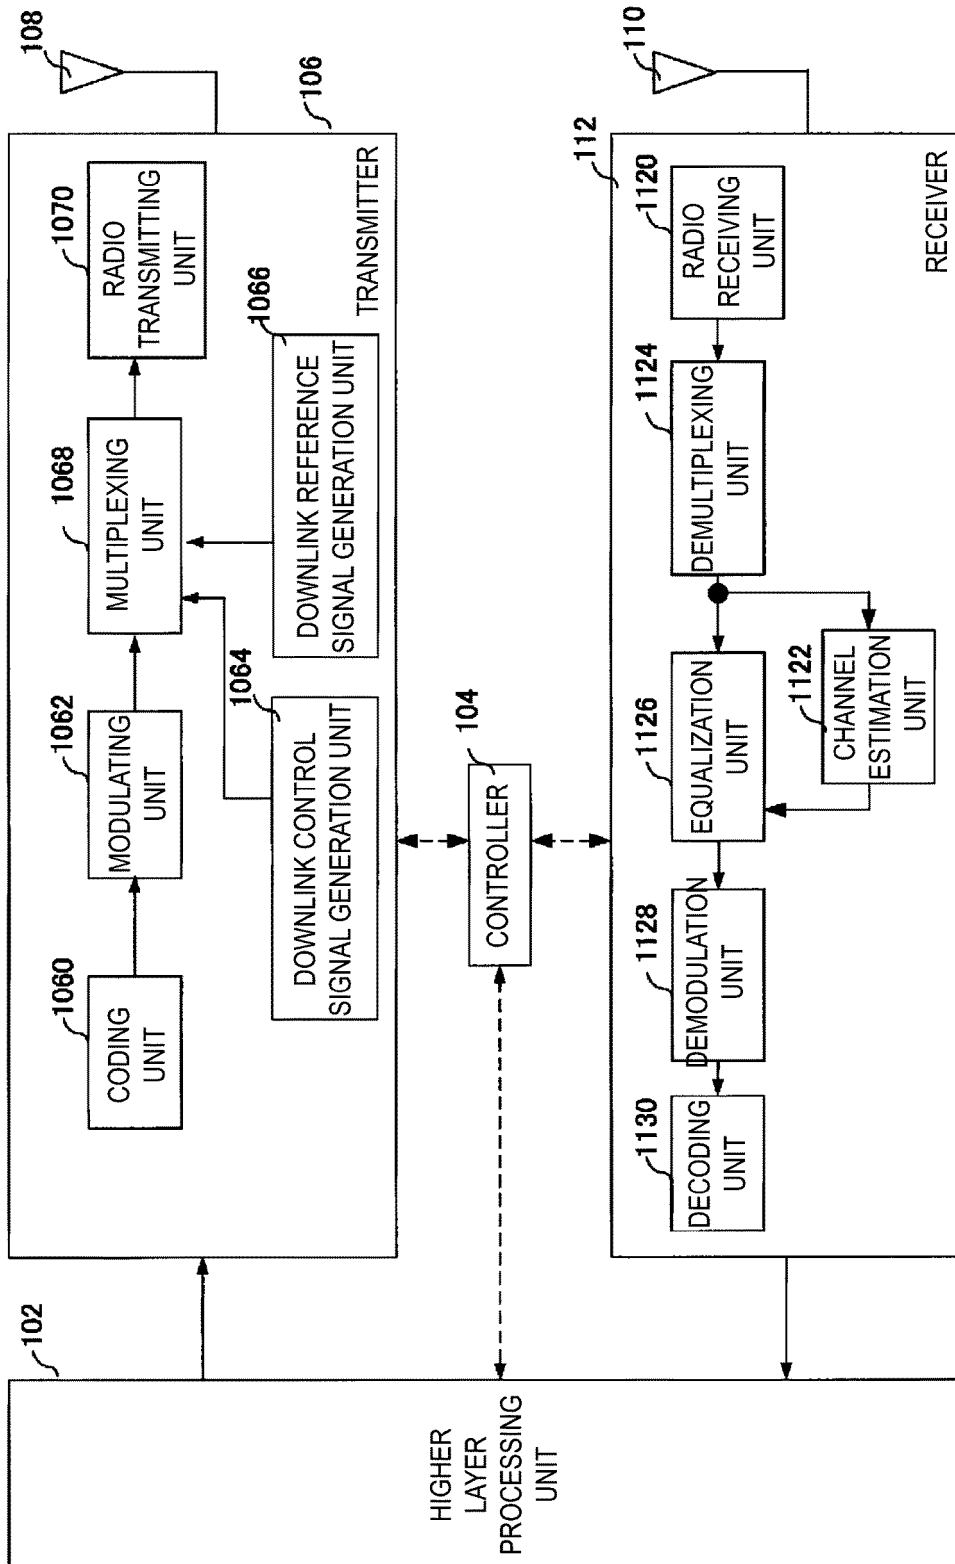 102
HIGHER
LAYER
PROCESSING
UNIT
1060
CODING
UNIT
1062
MODULATING
UNIT
1068
MULTIPLEXING
UNIT
1070
RADIO
TRANSMITTING
UNIT
1064
DOWNLINK CONTROL
SIGNAL GENERATION UNIT
1066
DOWNLINK REFERENCE
SIGNAL GENERATION UNIT
TRANSMITTER
106
108
104
CONTROLLER
110
112
1130
DECODING
UNIT
1128
DEMODULATION
UNIT
1126
EQUALIZATION
UNIT
1124
DEMULTIPLEXING
UNIT
1120
RADIO
RECEIVING
UNIT
1122
CHANNEL
ESTIMATION
UNIT
RECEIVER